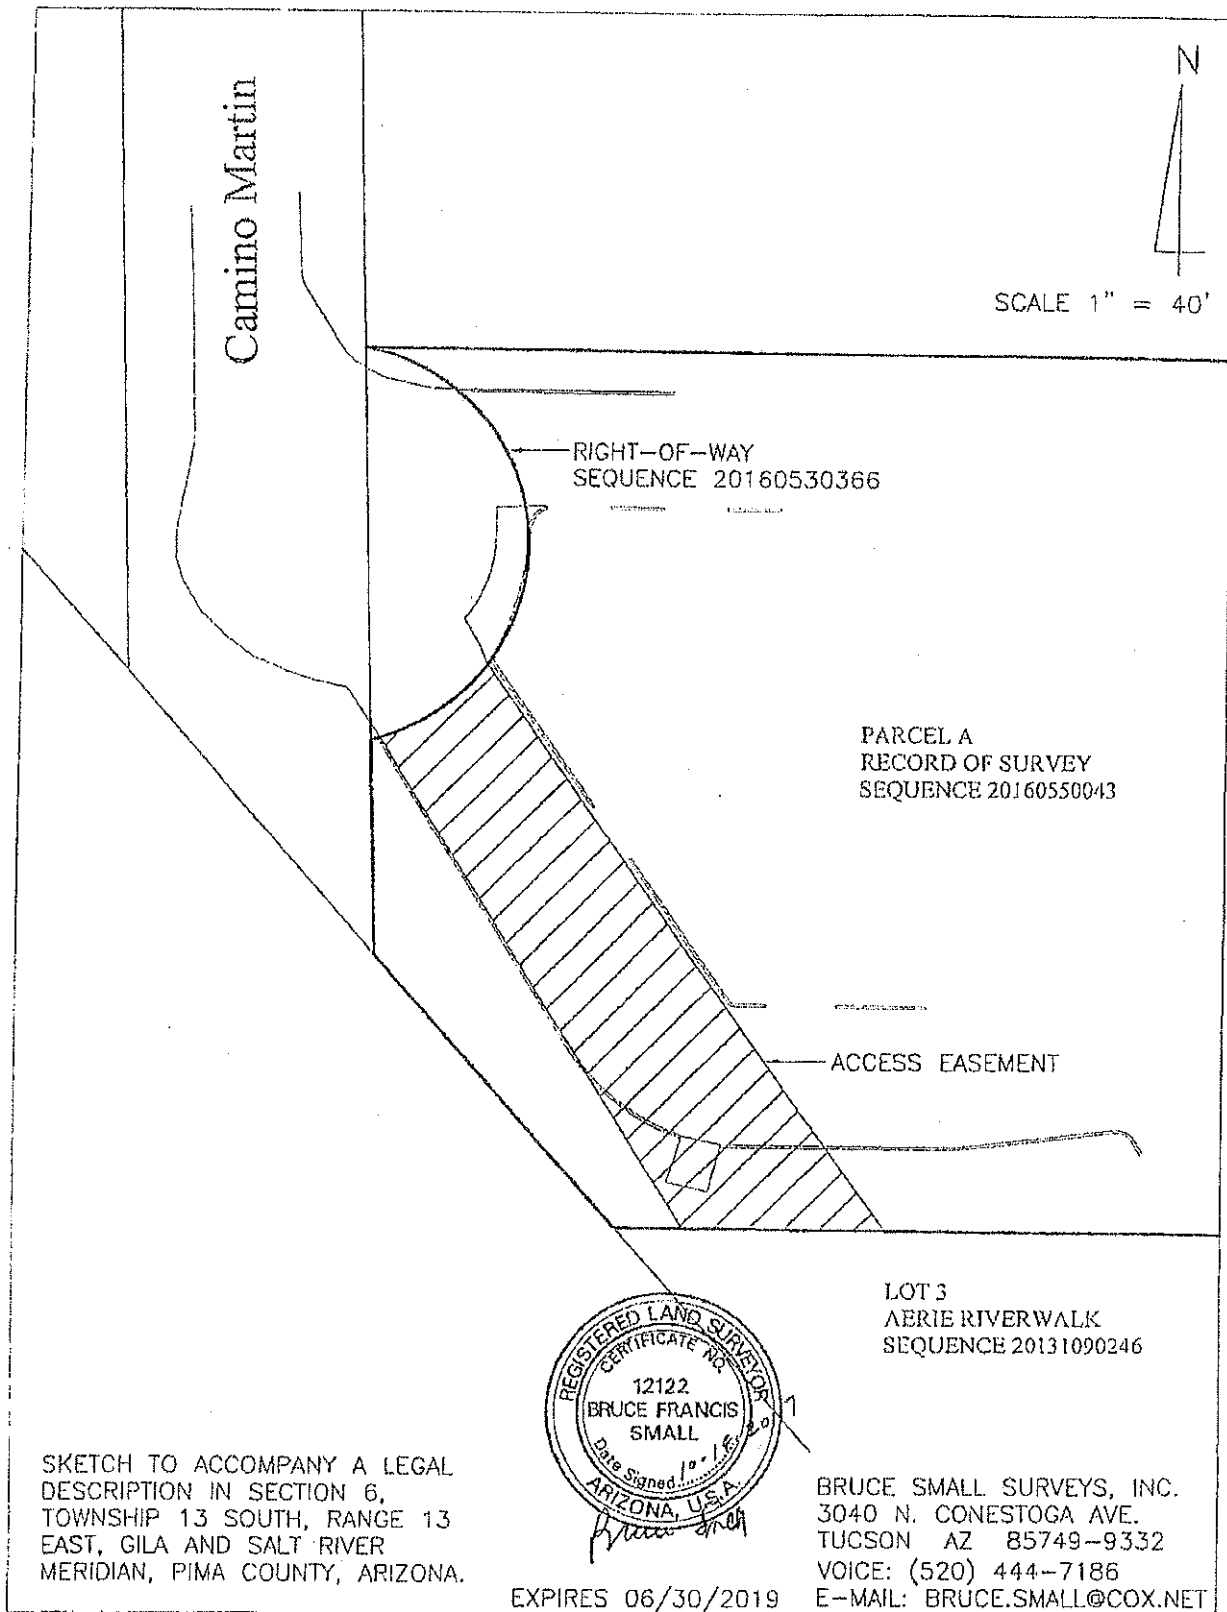 N
SCALE 1" = 40'
Camino Martin
RIGHT-OF-WAY
SEQUENCE 20160530366
PARCEL A
RECORD OF SURVEY
SEQUENCE 20160550043
ACCESS EASEMENT
LOT 3
AERIE RIVERWALK
SEQUENCE 20131090246
REGISTERED LAND SURVEYOR
CERTIFICATE NO.
12122
BRUCE FRANCIS
SMALL
Date Signed
ARIZONA, U.S.A.
SKETCH TO ACCOMPANY A LEGAL
DESCRIPTION IN SECTION 6,
TOWNSHIP 13 SOUTH, RANGE 13
EAST, GILA AND SALT RIVER
MERIDIAN, PIMA COUNTY, ARIZONA.
EXPIRES 06/30/2019
BRUCE SMALL SURVEYS, INC.
3040 N. CONESTOGA AVE.
TUCSON AZ 85749-9332
VOICE: (520) 444-7186
E-MAIL: BRUCE.SMALL@COX.NET